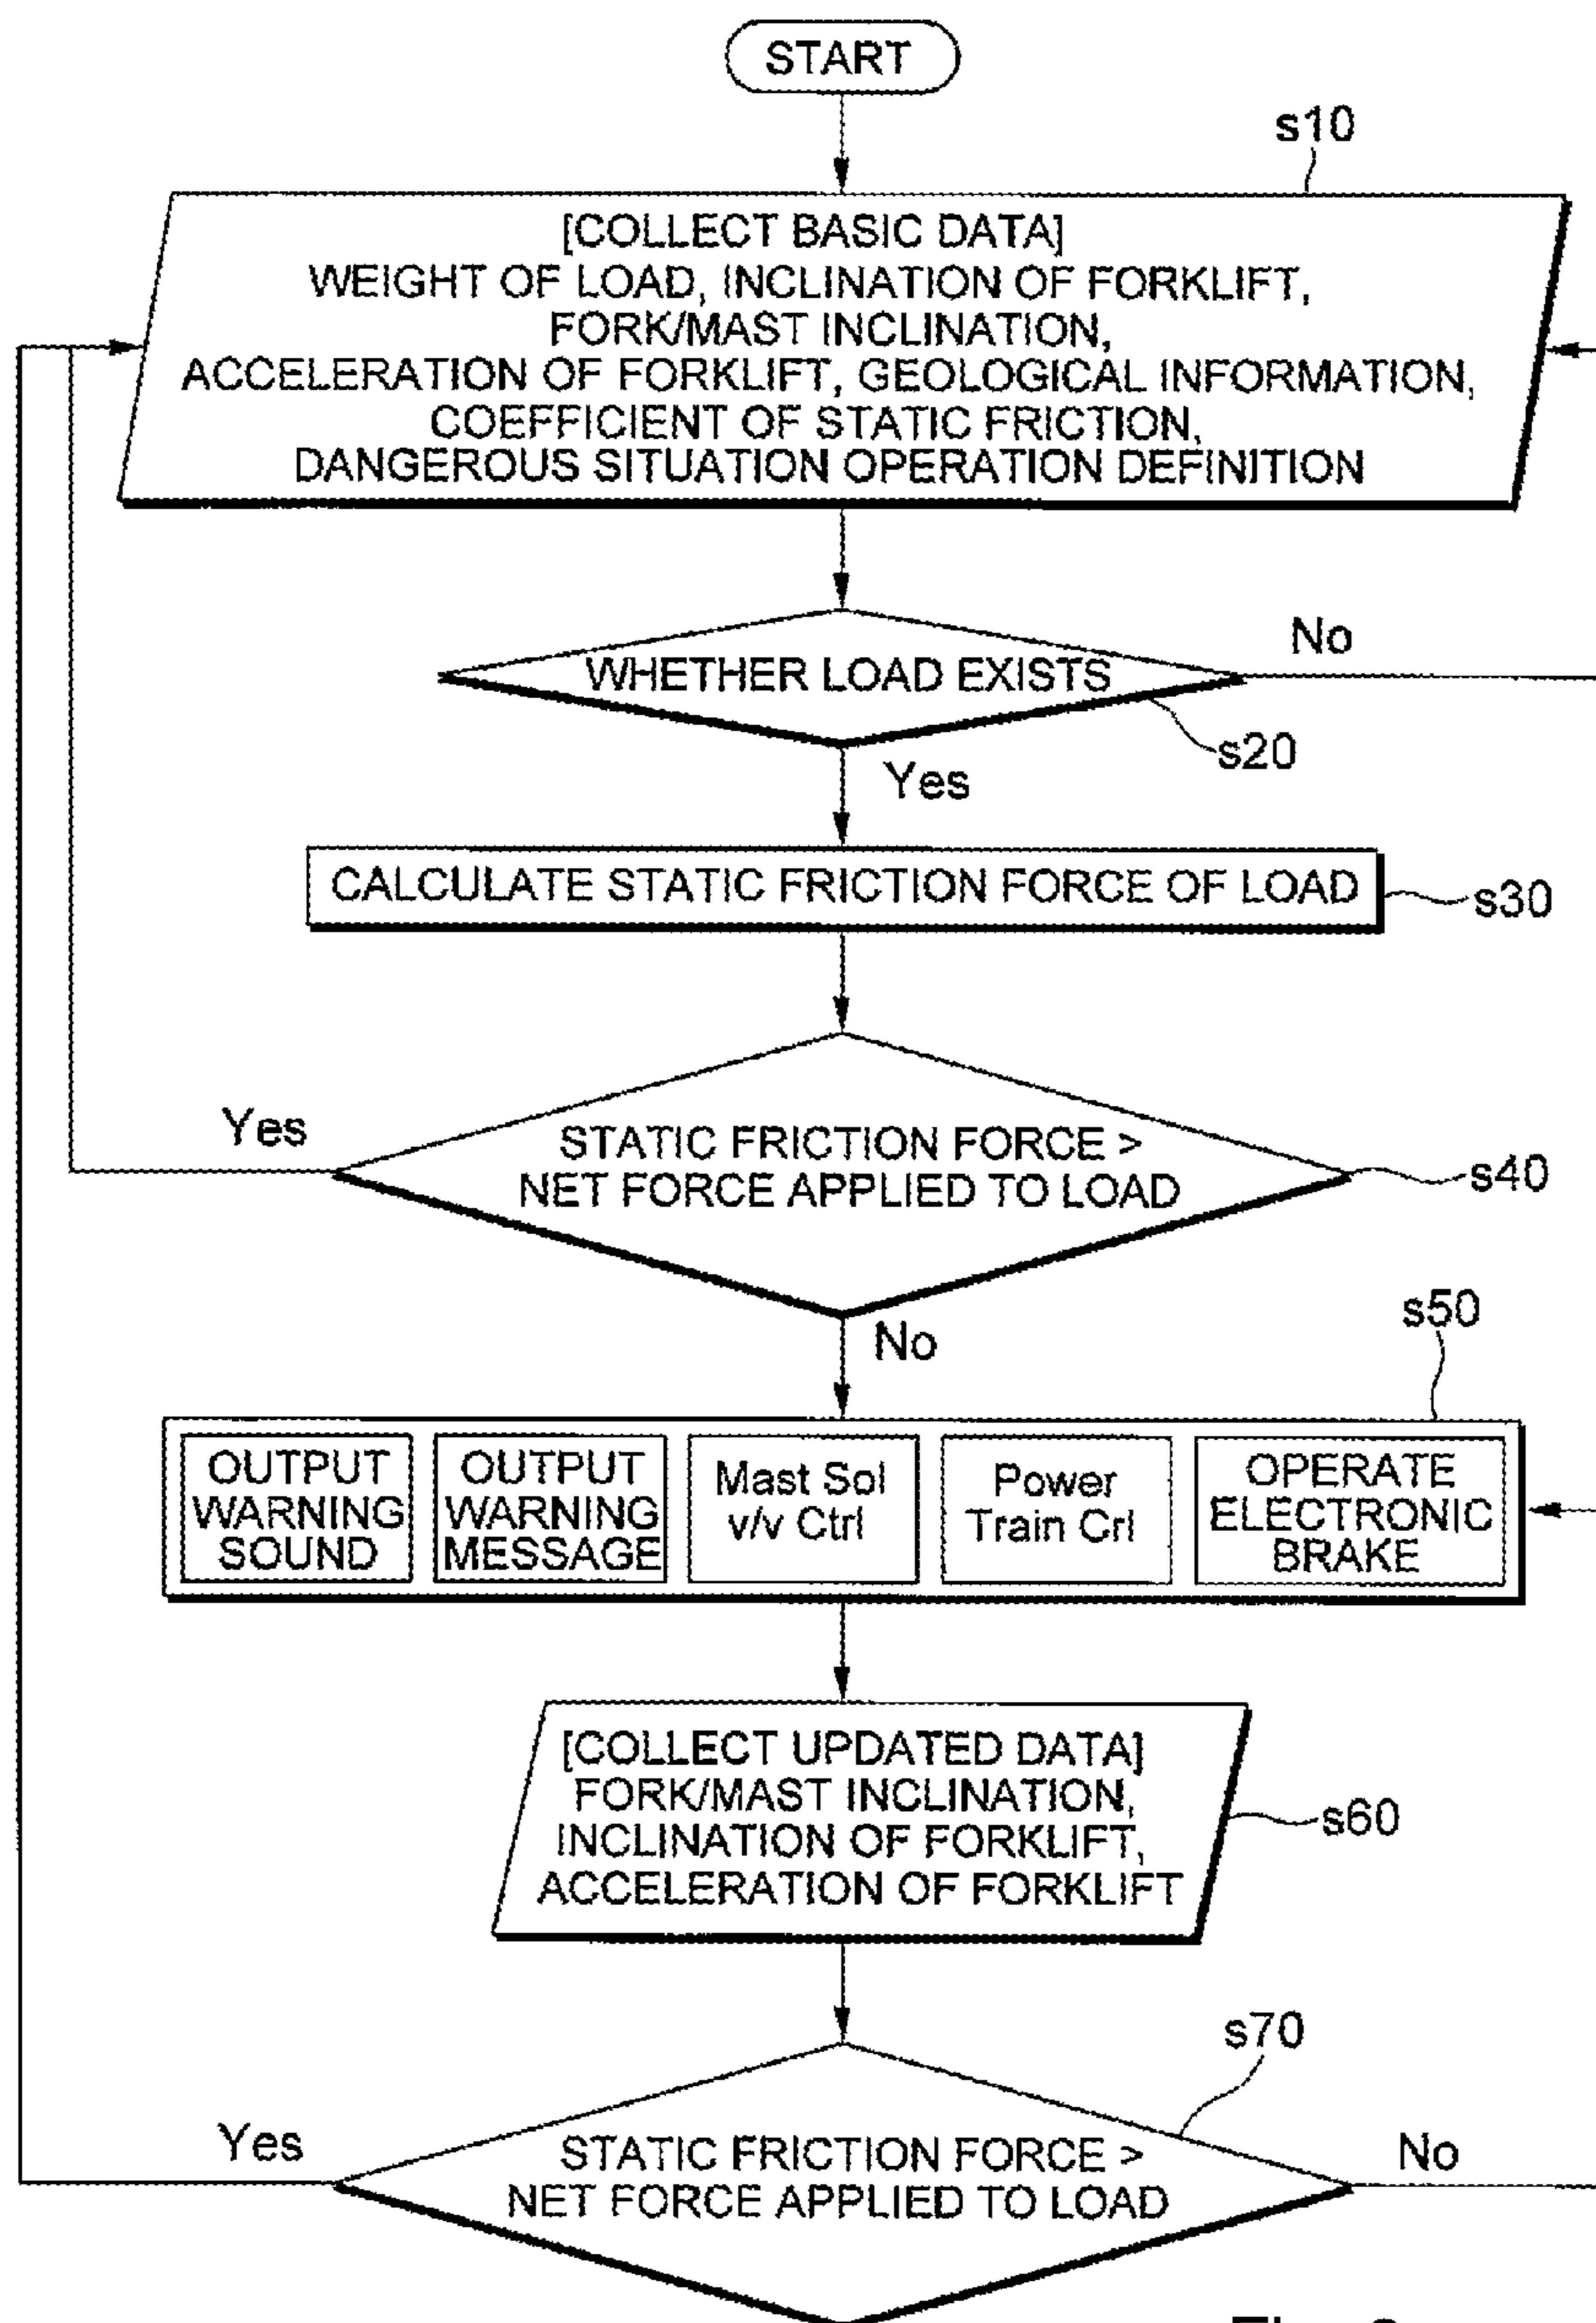 START
s10
[COLLECT BASIC DATA]
WEIGHT OF LOAD, INCLINATION OF FORKLIFT,
FORK/MAST INCLINATION,
ACCELERATION OF FORKLIFT, GEOLOGICAL INFORMATION,
COEFFICIENT OF STATIC FRICTION,
DANGEROUS SITUATION OPERATION DEFINITION
No
WHETHER LOAD EXISTS
s20
Yes
CALCULATE STATIC FRICTION FORCE OF LOAD
s30
Yes
STATIC FRICTION FORCE >
NET FORCE APPLIED TO LOAD
s40
No
s50
OUTPUT
WARNING
SOUND
OUTPUT
WARNING
MESSAGE
Mast Sol
v/v Ctrl
Power
Train Crl
OPERATE
ELECTRONIC
BRAKE
[COLLECT UPDATED DATA]
FORK/MAST INCLINATION,
INCLINATION OF FORKLIFT,
ACCELERATION OF FORKLIFT
s60
s70
Yes
STATIC FRICTION FORCE >
NET FORCE APPLIED TO LOAD
No